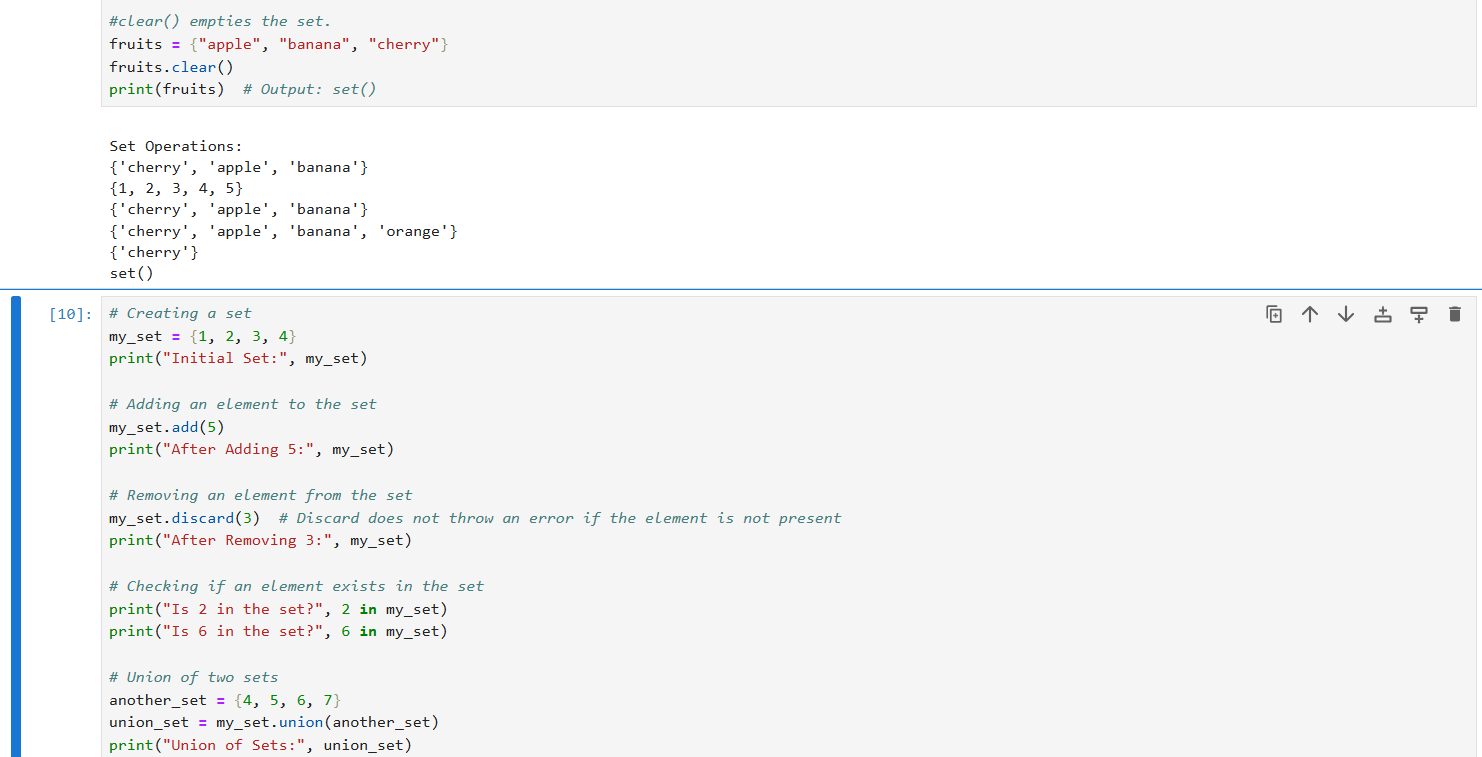 #clear() empties the set.
fruits = {"apple", "banana", "cherry"}
fruits.clear()
print(fruits)  # Output: set()
Set Operations:
{'cherry', 'apple', 'banana'}
{1, 2, 3, 4, 5}
{'cherry', 'apple', 'banana'}
{'cherry', 'apple', 'banana', 'orange'}
{'cherry'}
set()
[10]:
# Creating a set
my_set = {1, 2, 3, 4}
print("Initial Set:", my_set)
# Adding an element to the set
my_set.add(5)
print("After Adding 5:", my_set)
# Removing an element from the set
my_set.discard(3)  # Discard does not throw an error if the element is not present
print("After Removing 3:", my_set)
# Checking if an element exists in the set
print("Is 2 in the set?", 2 in my_set)
print("Is 6 in the set?", 6 in my_set)
# Union of two sets
another_set = {4, 5, 6, 7}
union_set = my_set.union(another_set)
print("Union of Sets:", union_set)